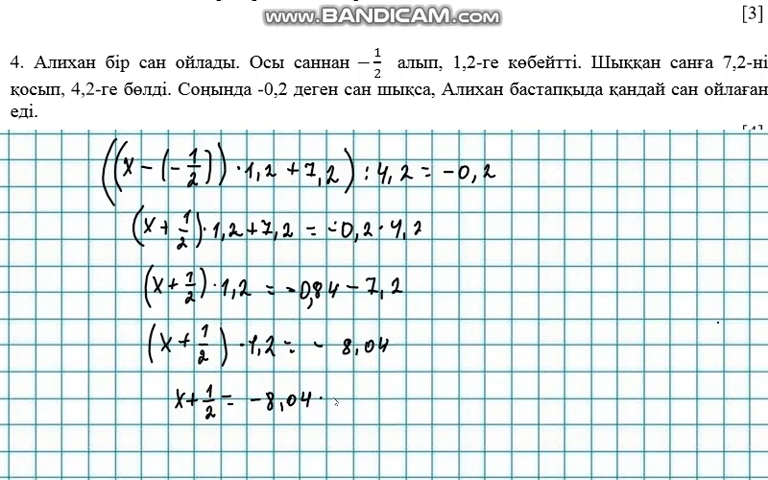 WWW.BANDICAM.COM
[3]
4. Алихан бір сан ойлады. Осы саннан −1/2 алып, 1,2-ге көбейтті. Шыққан санға 7,2-ні
қосып, 4,2-ге бөлді. Соңында -0,2 деген сан шықса, Алихан бастапқыда қандай сан ойлаған
еді.
((x − (−1/2)) · 1,2 + 7,2) : 4,2 = −0,2
(x + 1/2) · 1,2 + 7,2 = −0,2 · 4,2
(x + 1/2) · 1,2 = −0,84 − 7,2
(x + 1/2) · 1,2 = − 8,04
x + 1/2 = −8,04 ·